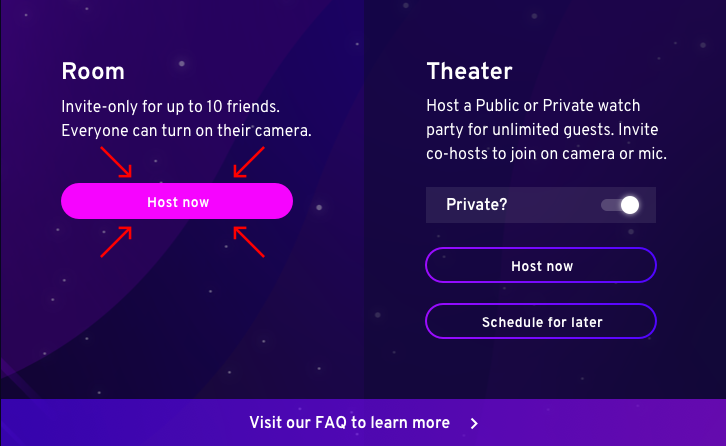 Room
Invite-only for up to 10 friends.
Everyone can turn on their camera.
Host now
Theater
Host a Public or Private watch
party for unlimited guests. Invite
co-hosts to join on camera or mic.
Private?
Host now
Schedule for later
Visit our FAQ to learn more